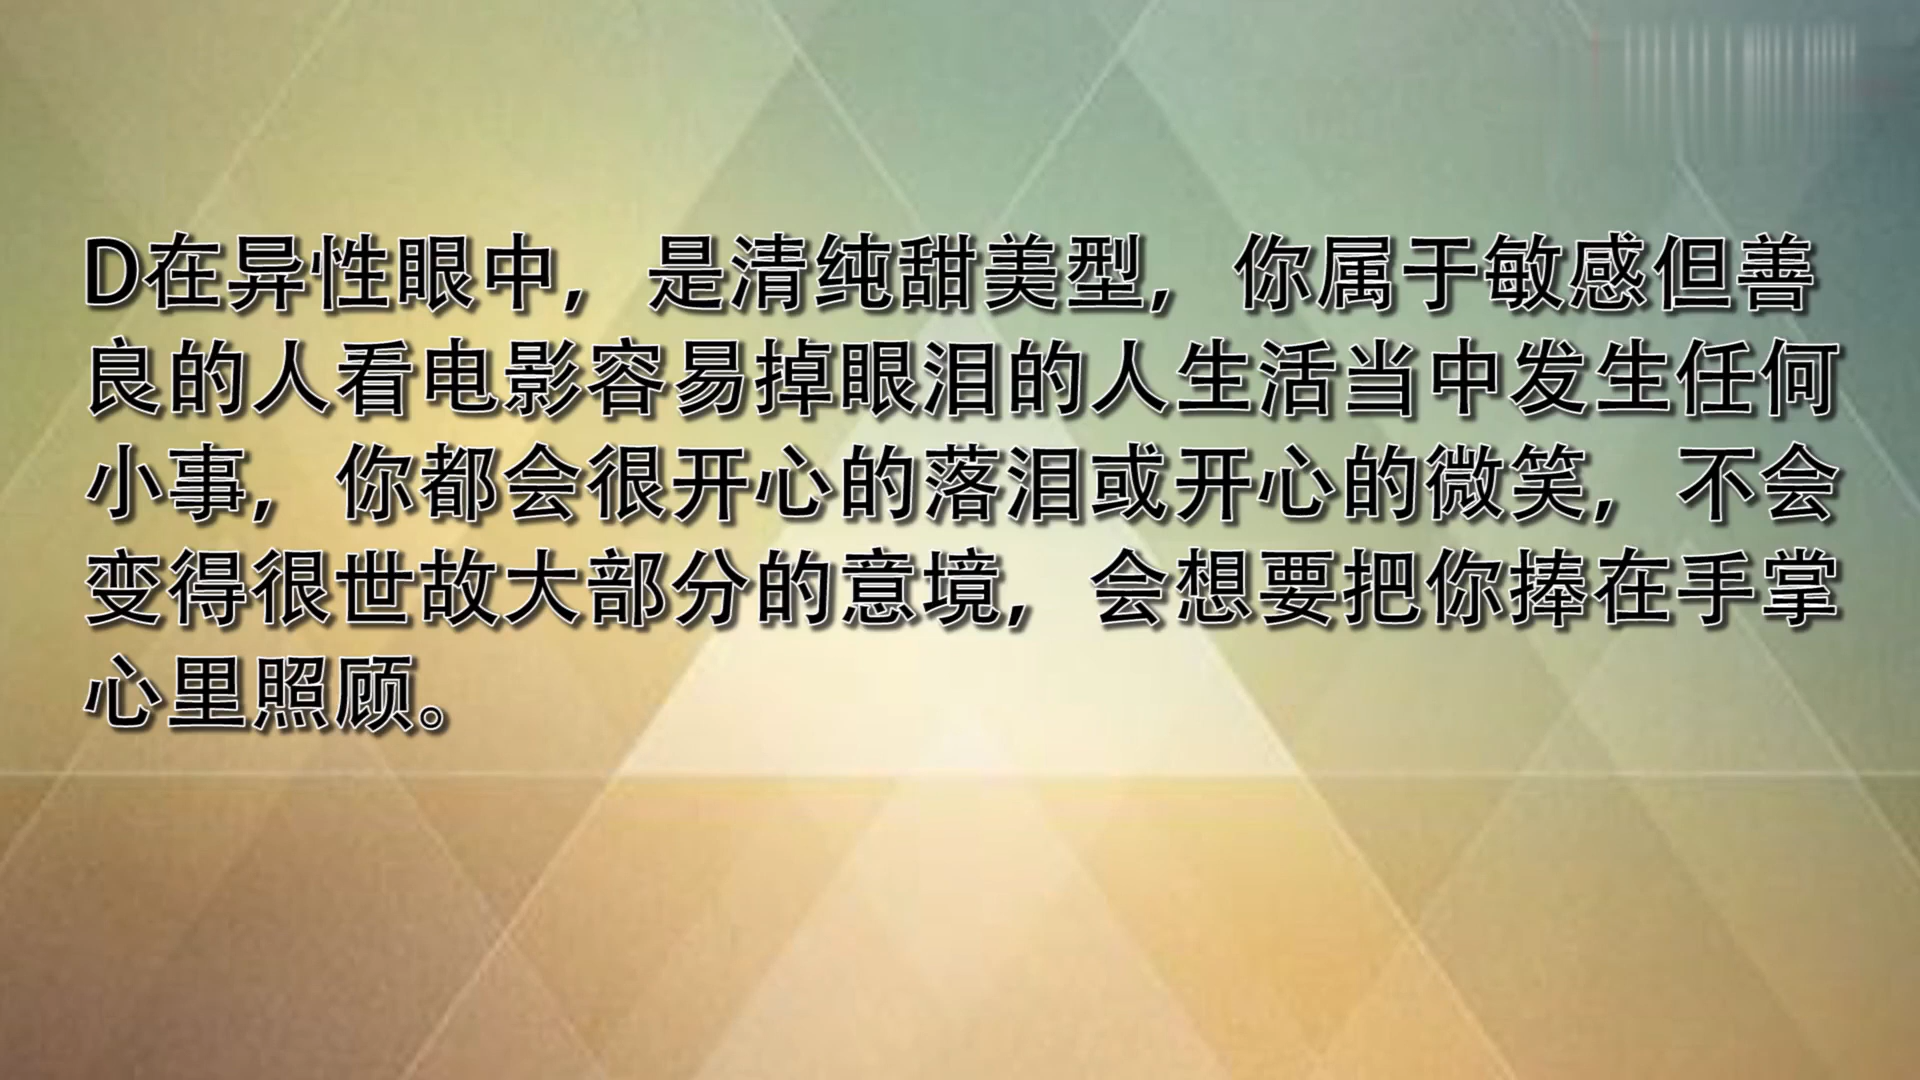 D在异性眼中，是清纯甜美型，你属于敏感但善
良的人看电影容易掉眼泪的人生活当中发生任何
小事，你都会很开心的落泪或开心的微笑，不会
变得很世故大部分的意境，会想要把你捧在手掌
心里照顾。